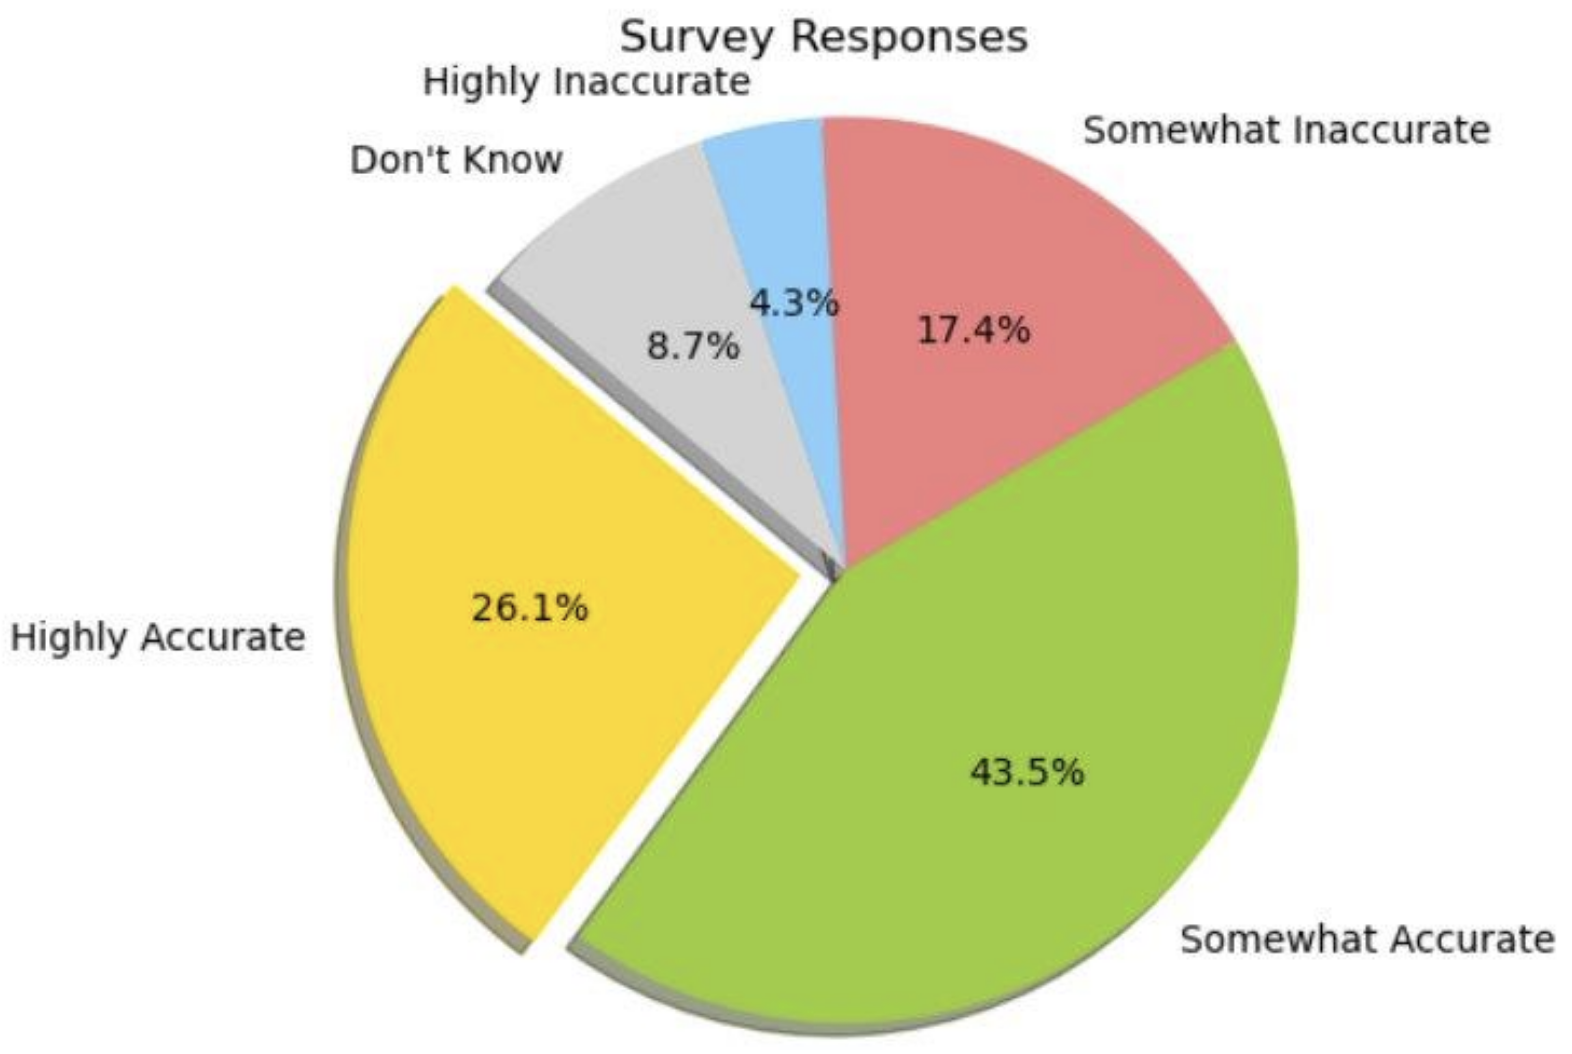 Survey Responses
Highly Inaccurate
Somewhat Inaccurate
Don't Know
4.3%
17.4%
8.7%
26.1%
Highly Accurate
43.5%
Somewhat Accurate